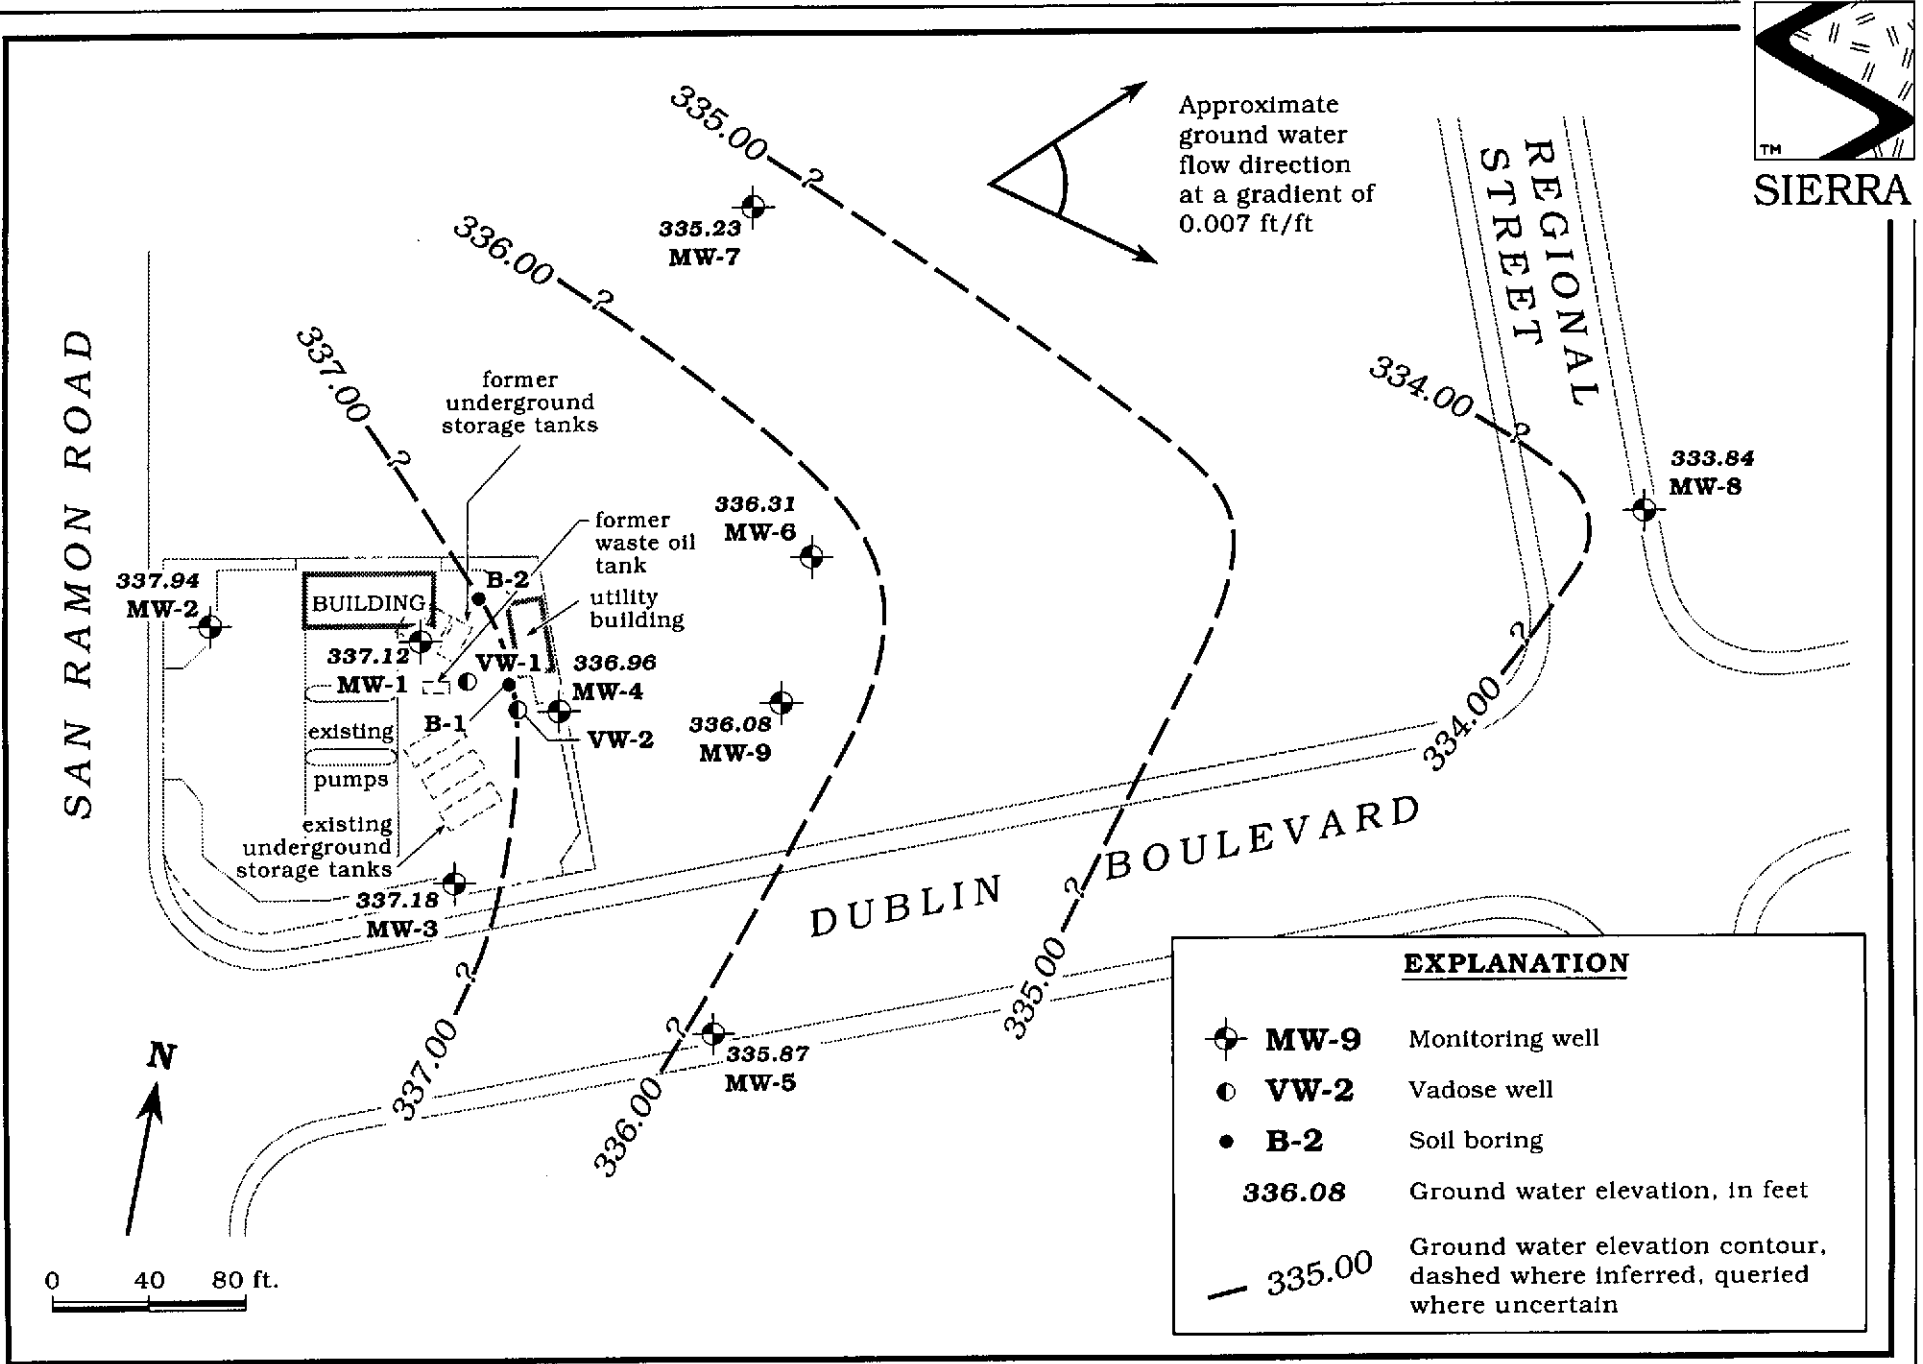 TM
SIERRA
335.00
?
Approximate
ground water
flow direction
at a gradient of
0.007 ft/ft
REGIONAL
STREET
335.23
MW-7
336.00
?
337.00
?
334.00
?
SAN RAMON ROAD
former
underground
storage tanks
333.84
MW-8
336.31
MW-6
former
waste oil
tank
337.94
MW-2
BUILDING
B-2
utility
building
337.12
MW-1
VW-1
336.96
MW-4
?
B-1
VW-2
336.08
MW-9
334.00
existing
pumps
existing
underground
storage tanks
337.18
MW-3
DUBLIN BOULEVARD
?
?
337.00
335.00
?
336.00
335.87
MW-5
N
0 40 80 ft.
EXPLANATION
MW-9 Monitoring well
VW-2 Vadose well
B-2 Soil boring
336.08 Ground water elevation, in feet
335.00 Ground water elevation contour,
dashed where inferred, queried
where uncertain